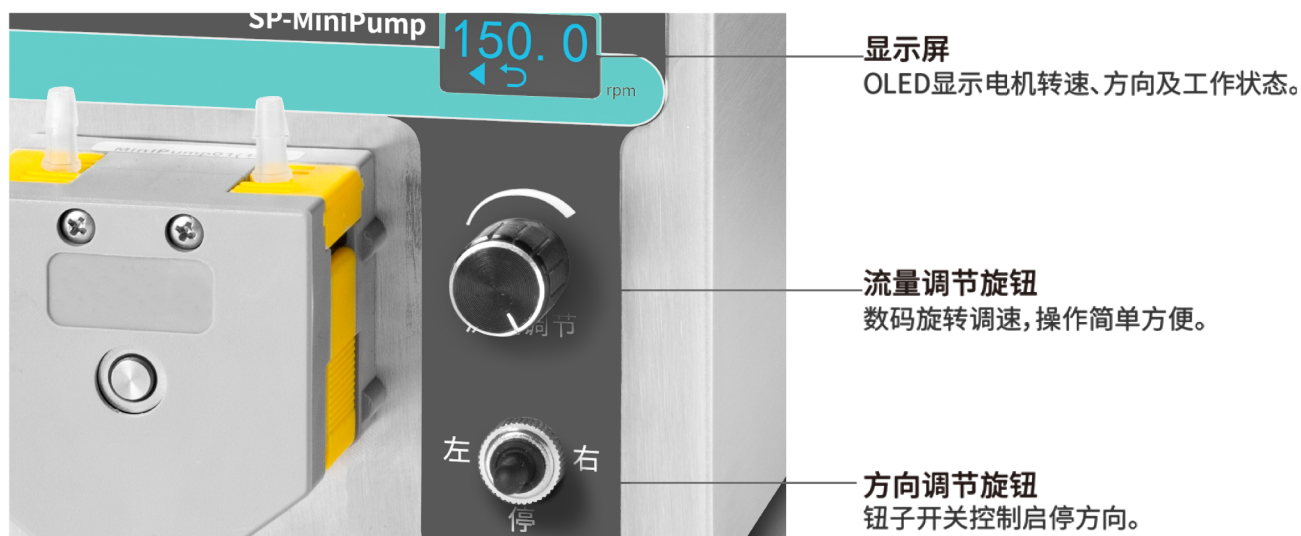 SP-MiniPump
150. 0
rpm
显示屏
OLED显示电机转速、方向及工作状态。
流量调节旋钮
数码旋转调速，操作简单方便。
调节
左
右
停
方向调节旋钮
钮子开关控制启停方向。